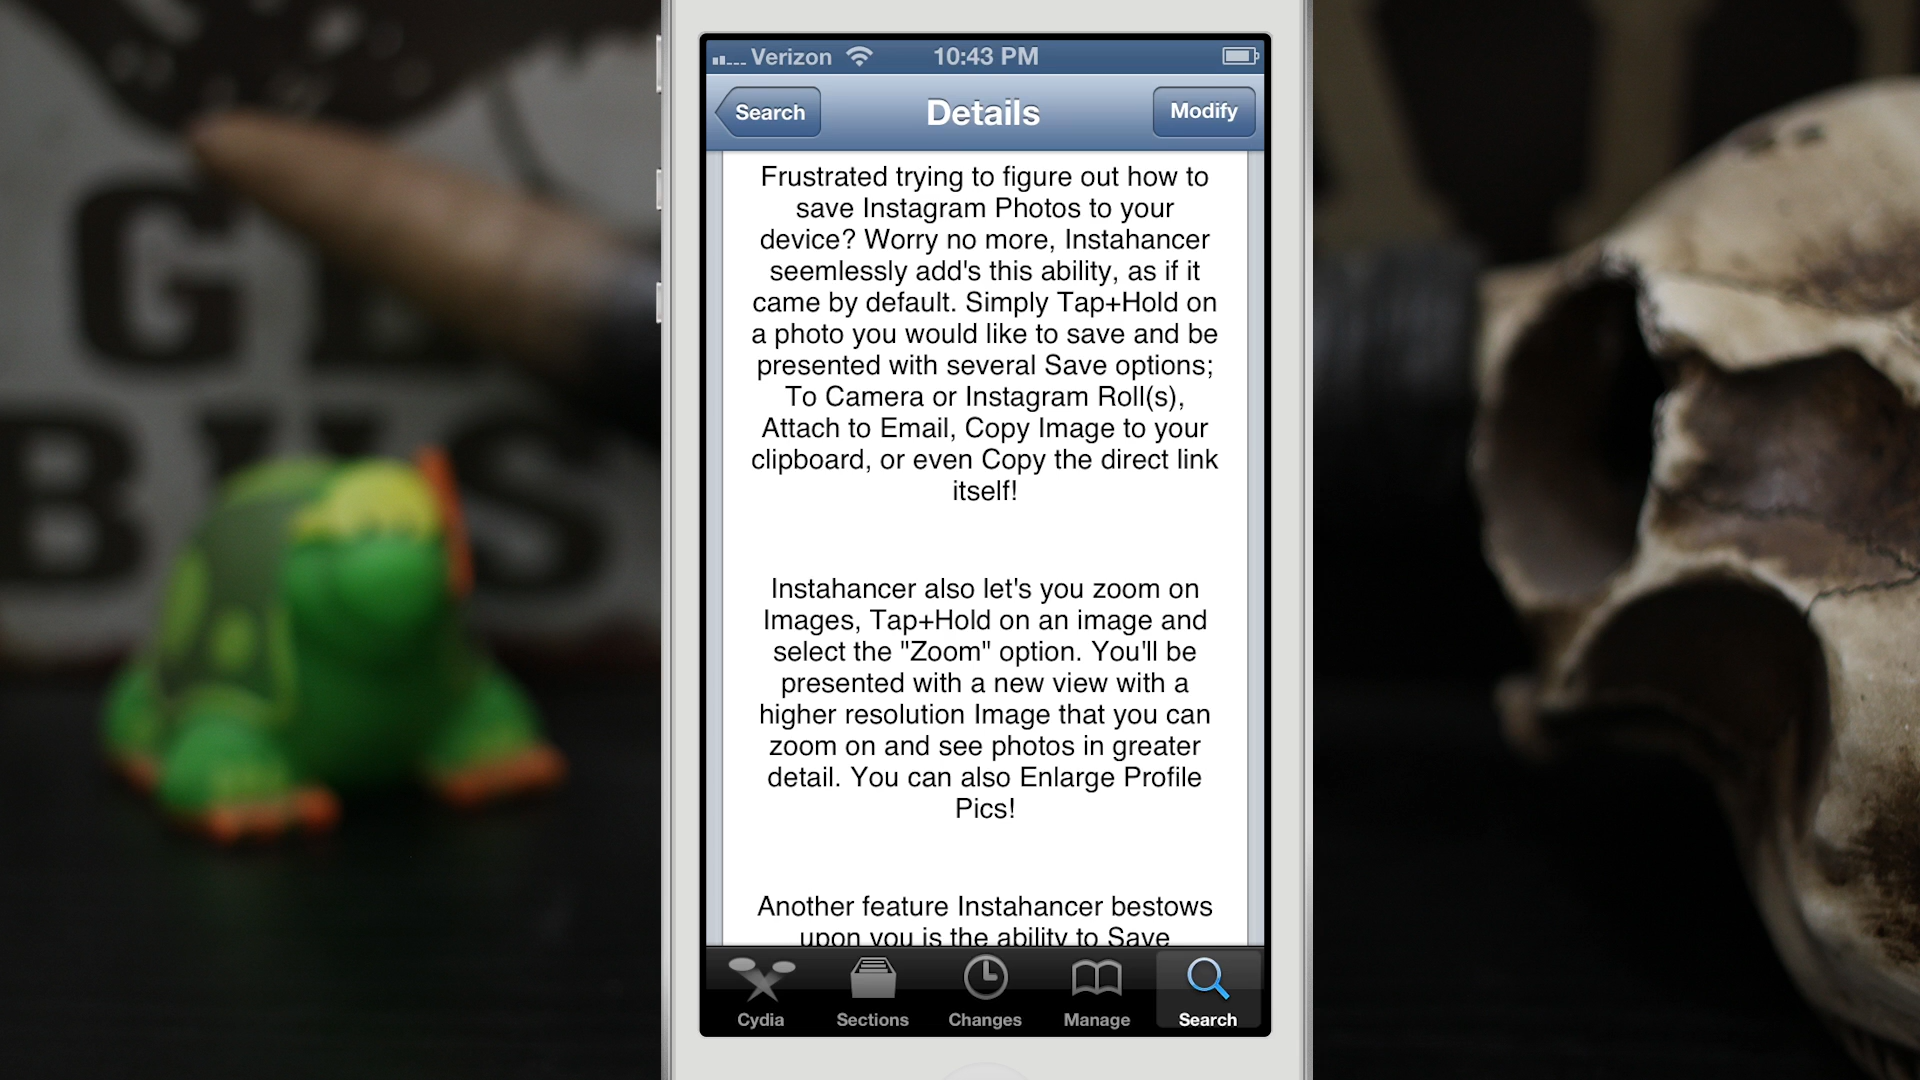 Verizon
10:43 PM
Search
Details
Modify
Frustrated trying to figure out how to
save Instagram Photos to your
device? Worry no more, Instahancer
seemlessly add's this ability, as if it
came by default. Simply Tap+Hold on
a photo you would like to save and be
presented with several Save options;
To Camera or Instagram Roll(s),
Attach to Email, Copy Image to your
clipboard, or even Copy the direct link
itself!
Instahancer also let's you zoom on
Images, Tap+Hold on an image and
select the "Zoom" option. You'll be
presented with a new view with a
higher resolution Image that you can
zoom on and see photos in greater
detail. You can also Enlarge Profile
Pics!
Another feature Instahancer bestows
upon you is the ability to Save
Cydia
Sections
Changes
Manage
Search